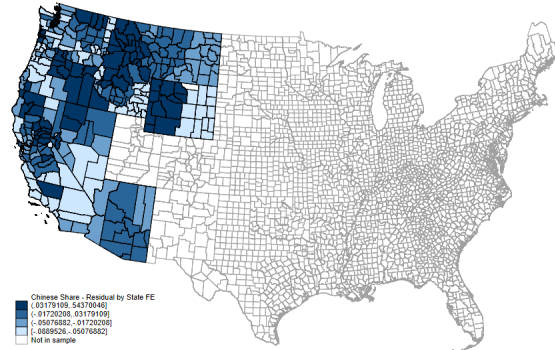 Chinese Share - Residual by State FE
(.03179109,.54370046]
(-.01720208,.03179109]
(-.05076882,-.01720208]
[-.0889526,-.05076882]
Not in sample